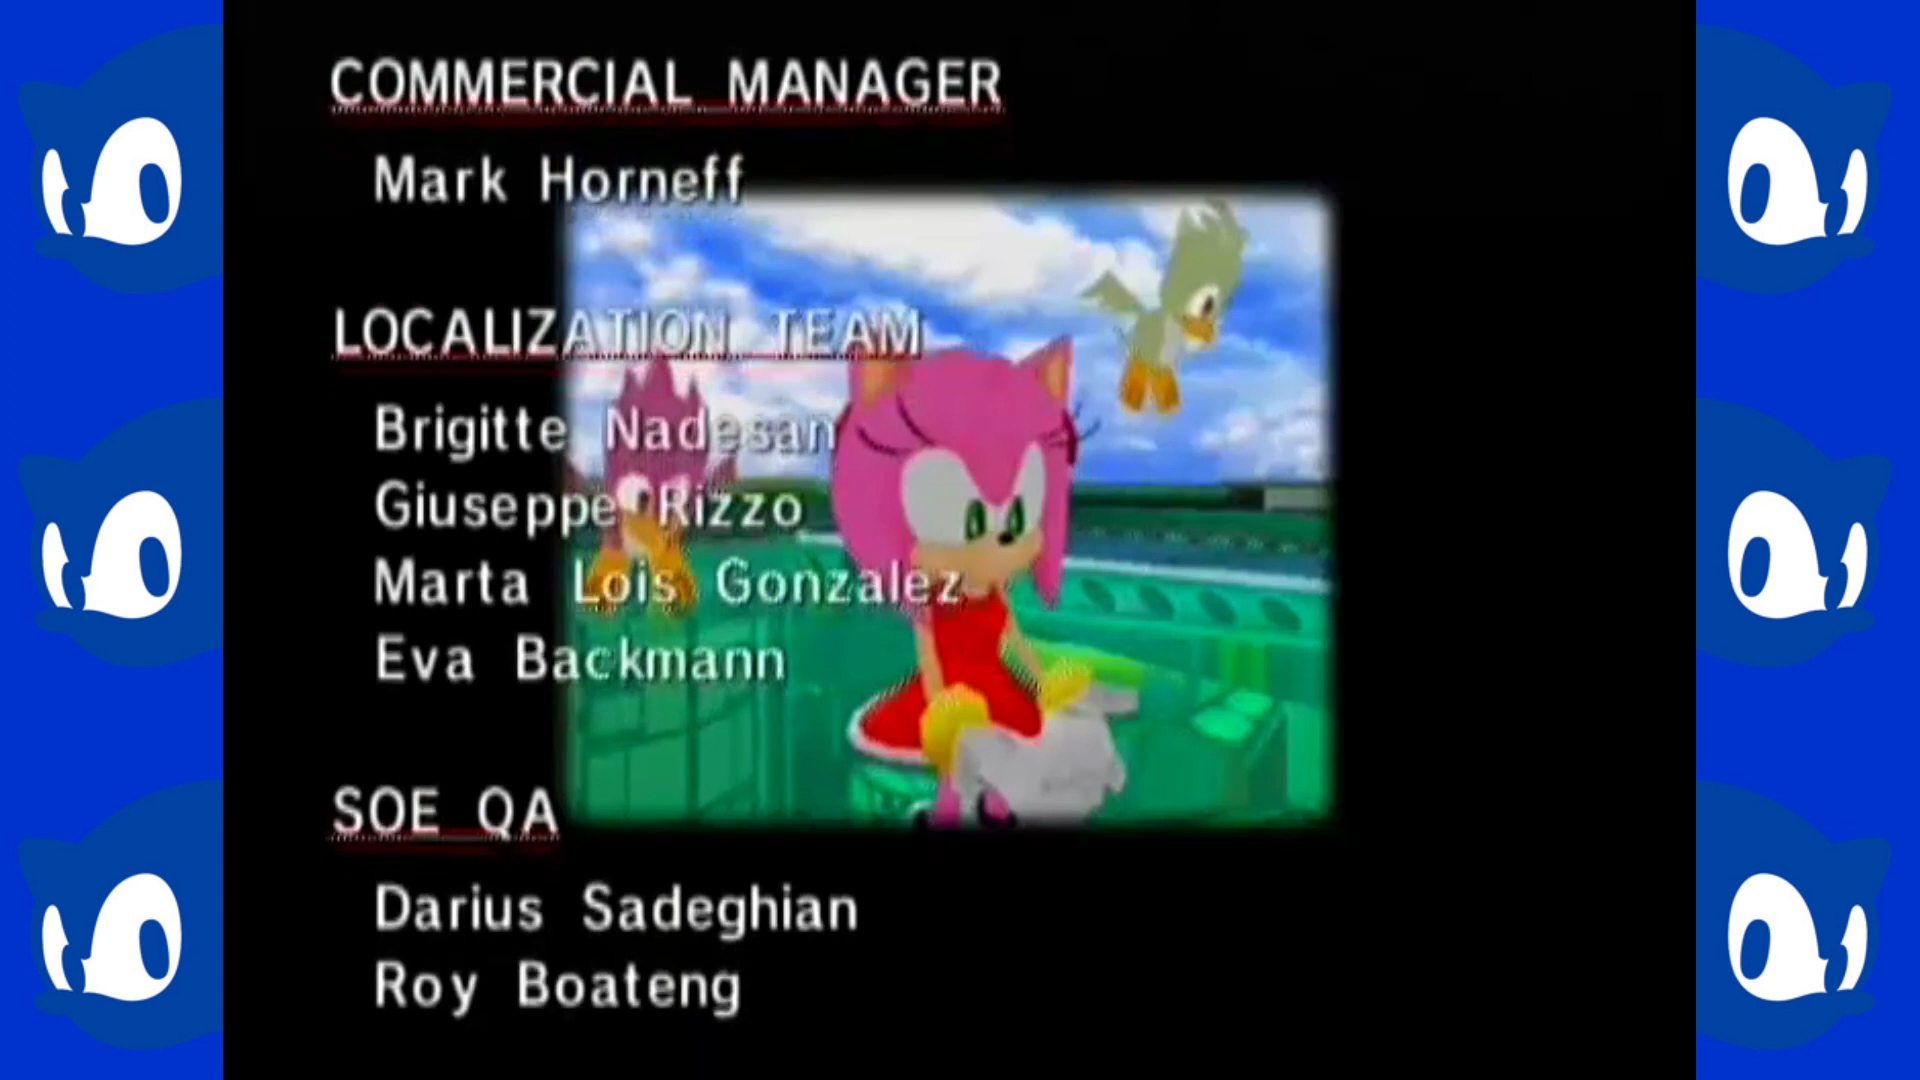 COMMERCIAL MANAGER
Mark Horneff
LOCALIZATION TEAM
Brigitte Nadesan
Giuseppe Rizzo
Marta Lois Gonzalez
Eva Backmann
SOE QA
Darius Sadeghian
Roy Boateng